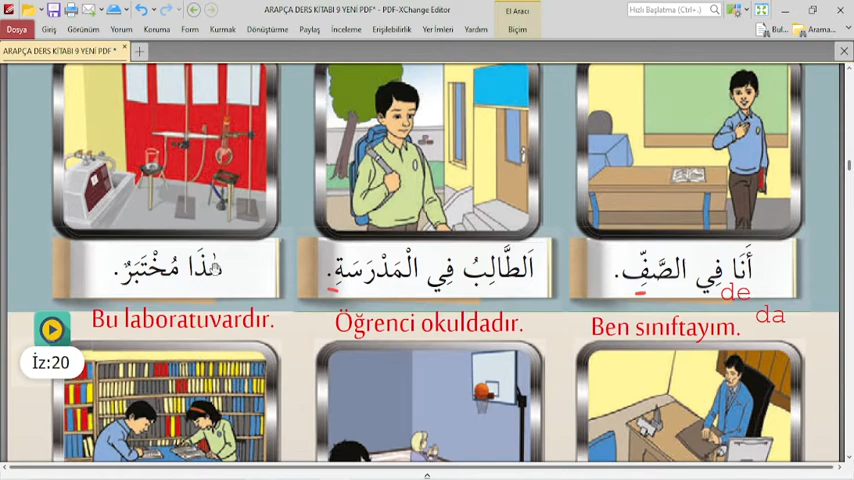 ARAPÇA DERS KİTABI 9 YENİ PDF* - PDF-XChange Editor
El Aracı
Hızlı Başlatma (Ctrl+.)
Dosya Giriş Görünüm Yorum Koruma Form Kurmak Dönüştürme Paylaş İnceleme Erişilebilirlik Yer İmleri Yardım Biçim
Bul... Arama...
ARAPÇA DERS KİTABI 9 YENİ PDF *
أَنَا فِي الصَّفِّ.
اَلطَّالِبُ فِي الْمَدْرَسَةِ.
هٰذَا مُخْتَبَرٌ.
de
da
Bu laboratuvardır.
Öğrenci okuldadır.
Ben sınıftayım.
İz:20